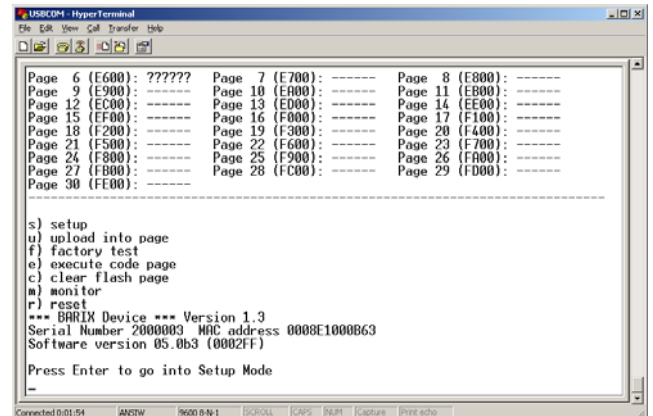 USBCOM - HyperTerminal
File Edit View Call Transfer Help
Page  6 (E600): ??????   Page  7 (E700): ------   Page  8 (E800): ------
Page  9 (E900): ------   Page 10 (EA00): ------   Page 11 (EB00): ------
Page 12 (EC00): ------   Page 13 (ED00): ------   Page 14 (EE00): ------
Page 15 (EF00): ------   Page 16 (F000): ------   Page 17 (F100): ------
Page 18 (F200): ------   Page 19 (F300): ------   Page 20 (F400): ------
Page 21 (F500): ------   Page 22 (F600): ------   Page 23 (F700): ------
Page 24 (F800): ------   Page 25 (F900): ------   Page 26 (FA00): ------
Page 27 (FB00): ------   Page 28 (FC00): ------   Page 29 (FD00): ------
Page 30 (FE00): ------
s) setup
u) upload into page
f) factory test
e) execute code page
c) clear flash page
m) monitor
r) reset
*** BARIX Device *** Version 1.3
Serial Number 2000003  MAC address 0008E1000B63
Software version 05.0b3 (0002FF)
Press Enter to go into Setup Mode
Connected 0:01:54 ANSIW 9600 8-N-1 SCROLL CAPS NUM Capture Print echo